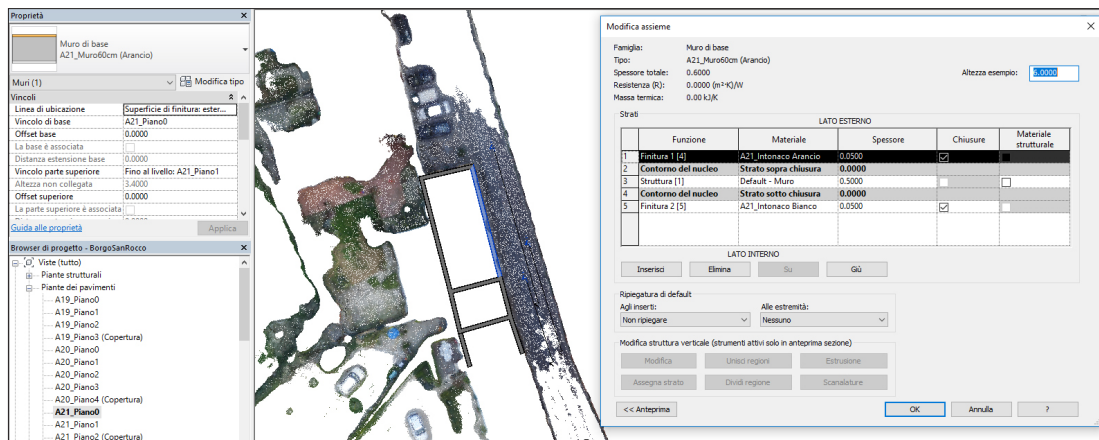 Proprietà
Muro di base
A21_Muro60cm (Arancio)
Muri (1)
Modifica tipo
Vincoli
Linea di ubicazione Superficie di finitura: ester...
Vincolo di base A21_Piano0
Offset base 0.0000
La base è associata
Distanza estensione base 0.0000
Vincolo parte superiore Fino al livello: A21_Piano1
Altezza non collegata 3.4000
Offset superiore 0.0000
La parte superiore è associata
Guida alle proprietà
Applica
Browser di progetto - BorgoSanRocco
Viste (tutto)
Piante strutturali
Piante dei pavimenti
A19_Piano0
A19_Piano1
A19_Piano2
A19_Piano3 (Copertura)
A20_Piano0
A20_Piano1
A20_Piano2
A20_Piano3
A20_Piano4 (Copertura)
A21_Piano0
A21_Piano1
A21_Piano2 (Copertura)
Modifica assieme
Famiglia: Muro di base
Tipo: A21_Muro60cm (Arancio)
Spessore totale: 0.6000
Altezza esempio: 6.0000
Resistenza (R): 0.0000 (m²·K)/W
Massa termica: 0.00 kJ/K
Strati
LATO ESTERNO
Funzione Materiale Spessore Chiusure Materiale strutturale
1 Finitura 1 [4] A21_Intonaco Arancio 0.0500
2 Contorno del nucleo Strato sopra chiusura 0.0000
3 Struttura [1] Default - Muro 0.5000
4 Contorno del nucleo Strato sotto chiusura 0.0000
5 Finitura 2 [5] A21_Intonaco Bianco 0.0500
LATO INTERNO
Inserisci Elimina Su Giù
Ripiegatura di default
Agli inserti: Alle estremità:
Non ripiegare Nessuno
Modifica struttura verticale (strumenti attivi solo in anteprima sezione)
Modifica Unisci regioni Estrusione
Assegna strato Dividi regione Scanalature
<< Anteprima OK Annulla ?